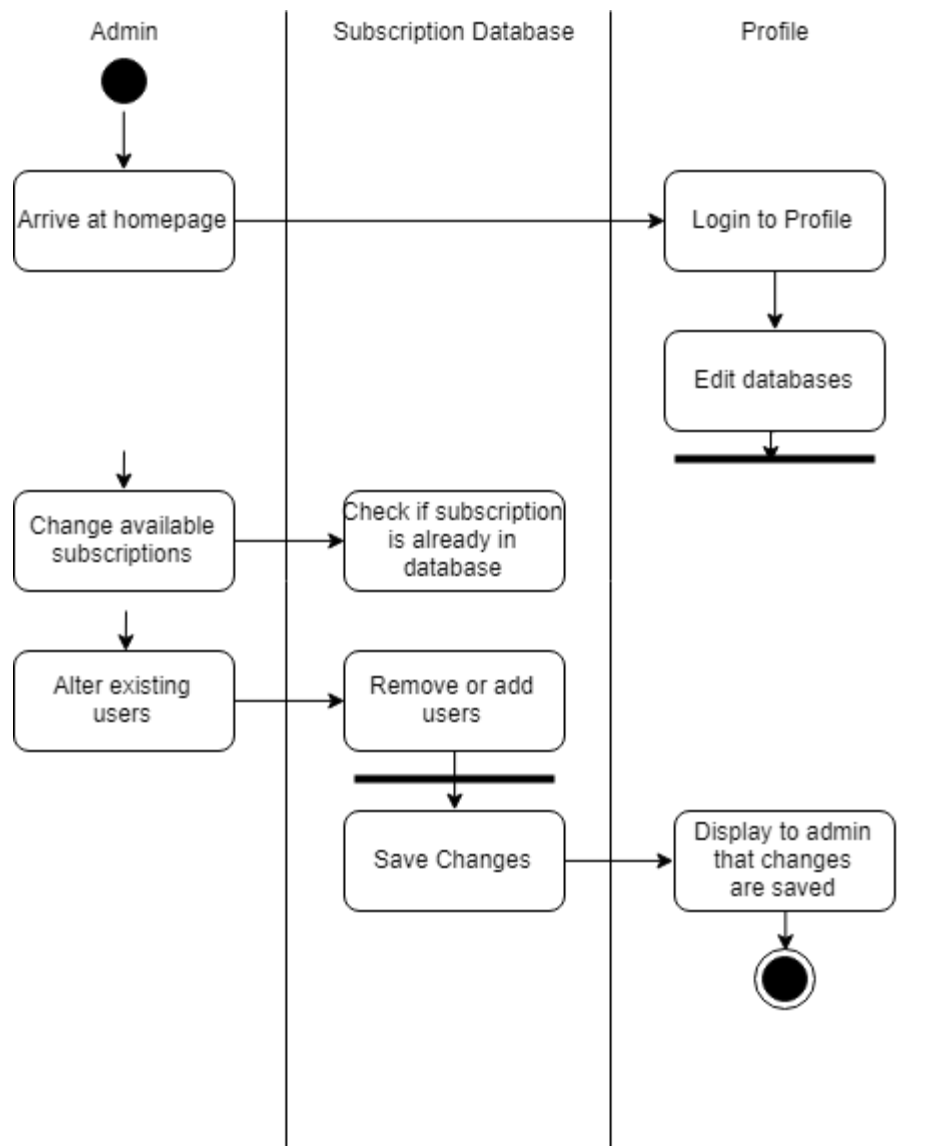 Admin
Subscription Database
Profile
Arrive at homepage
Login to Profile
Edit databases
Change available
subscriptions
Check if subscription
is already in
database
Alter existing
users
Remove or add
users
Save Changes
Display to admin
that changes
are saved